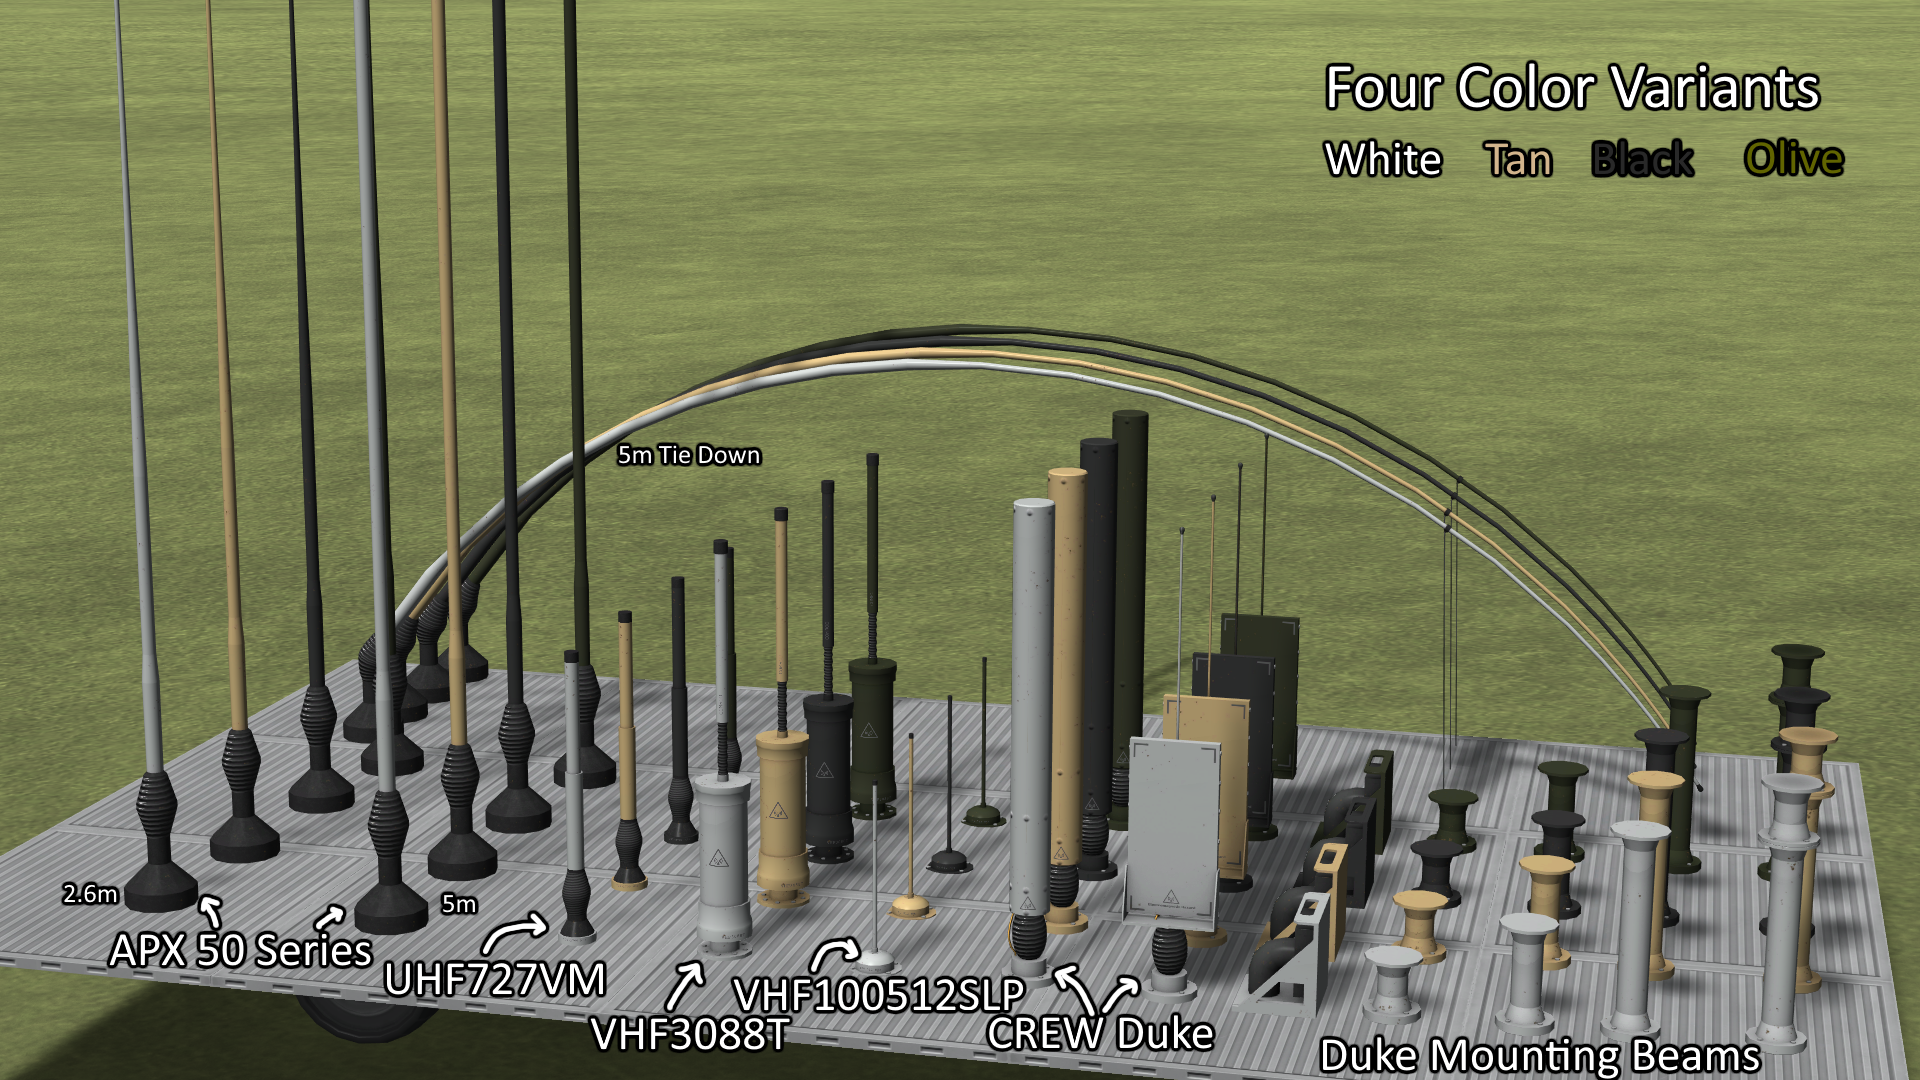 Four Color Variants
White Tan Black Olive
5m Tie Down
2.6m
5m
APX 50 Series
UHF727VM
VHF3088T
VHF100512SLP
CREW Duke
Duke Mounting Beams